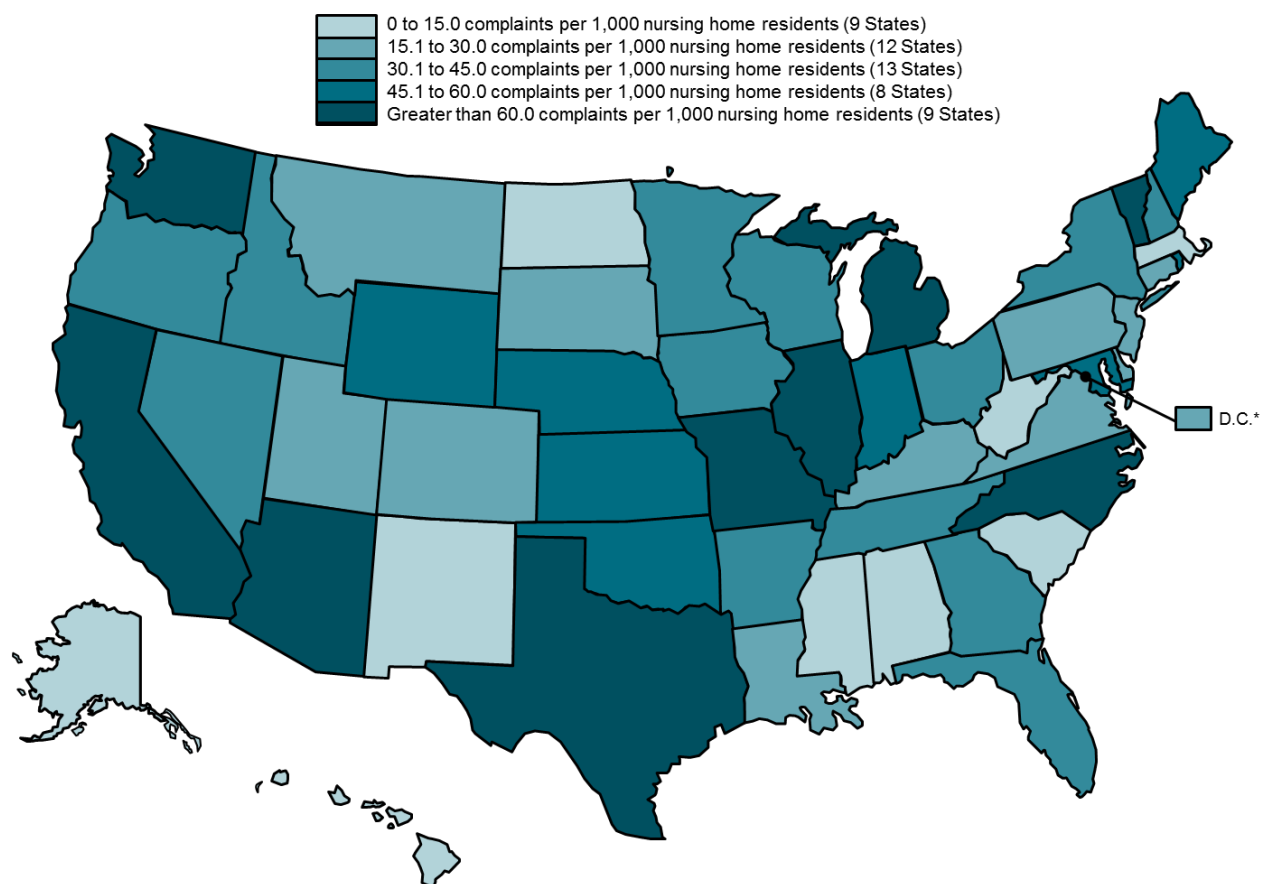 0 to 15.0 complaints per 1,000 nursing home residents (9 States)
15.1 to 30.0 complaints per 1,000 nursing home residents (12 States)
30.1 to 45.0 complaints per 1,000 nursing home residents (13 States)
45.1 to 60.0 complaints per 1,000 nursing home residents (8 States)
Greater than 60.0 complaints per 1,000 nursing home residents (9 States)
D.C.*